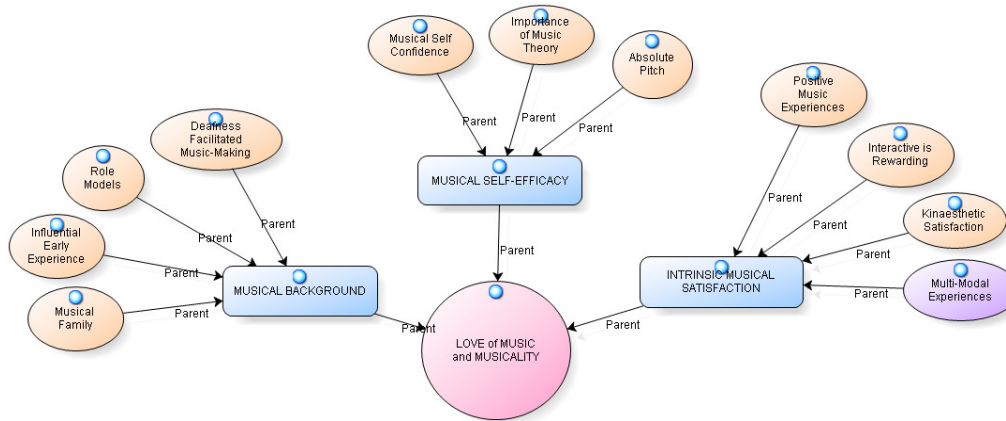 Musical Self
Confidence
Importance
of Music
Theory
Absolute
Pitch
Positive
Music
Experiences
Deafness
Facilitated
Music-Making
Parent
Parent
Parent
Parent
Interactive is
Rewarding
Role
Models
MUSICAL SELF-EFFICACY
Parent
Kinaesthetic
Satisfaction
Influential
Early
Experience
Parent
Parent
Parent
Parent
Parent
MUSICAL BACKGROUND
INTRINSIC MUSICAL
SATISFACTION
Multi-Modal
Experiences
Parent
Musical
Family
Parent
Parent
Parent
LOVE of MUSIC
and MUSICALITY